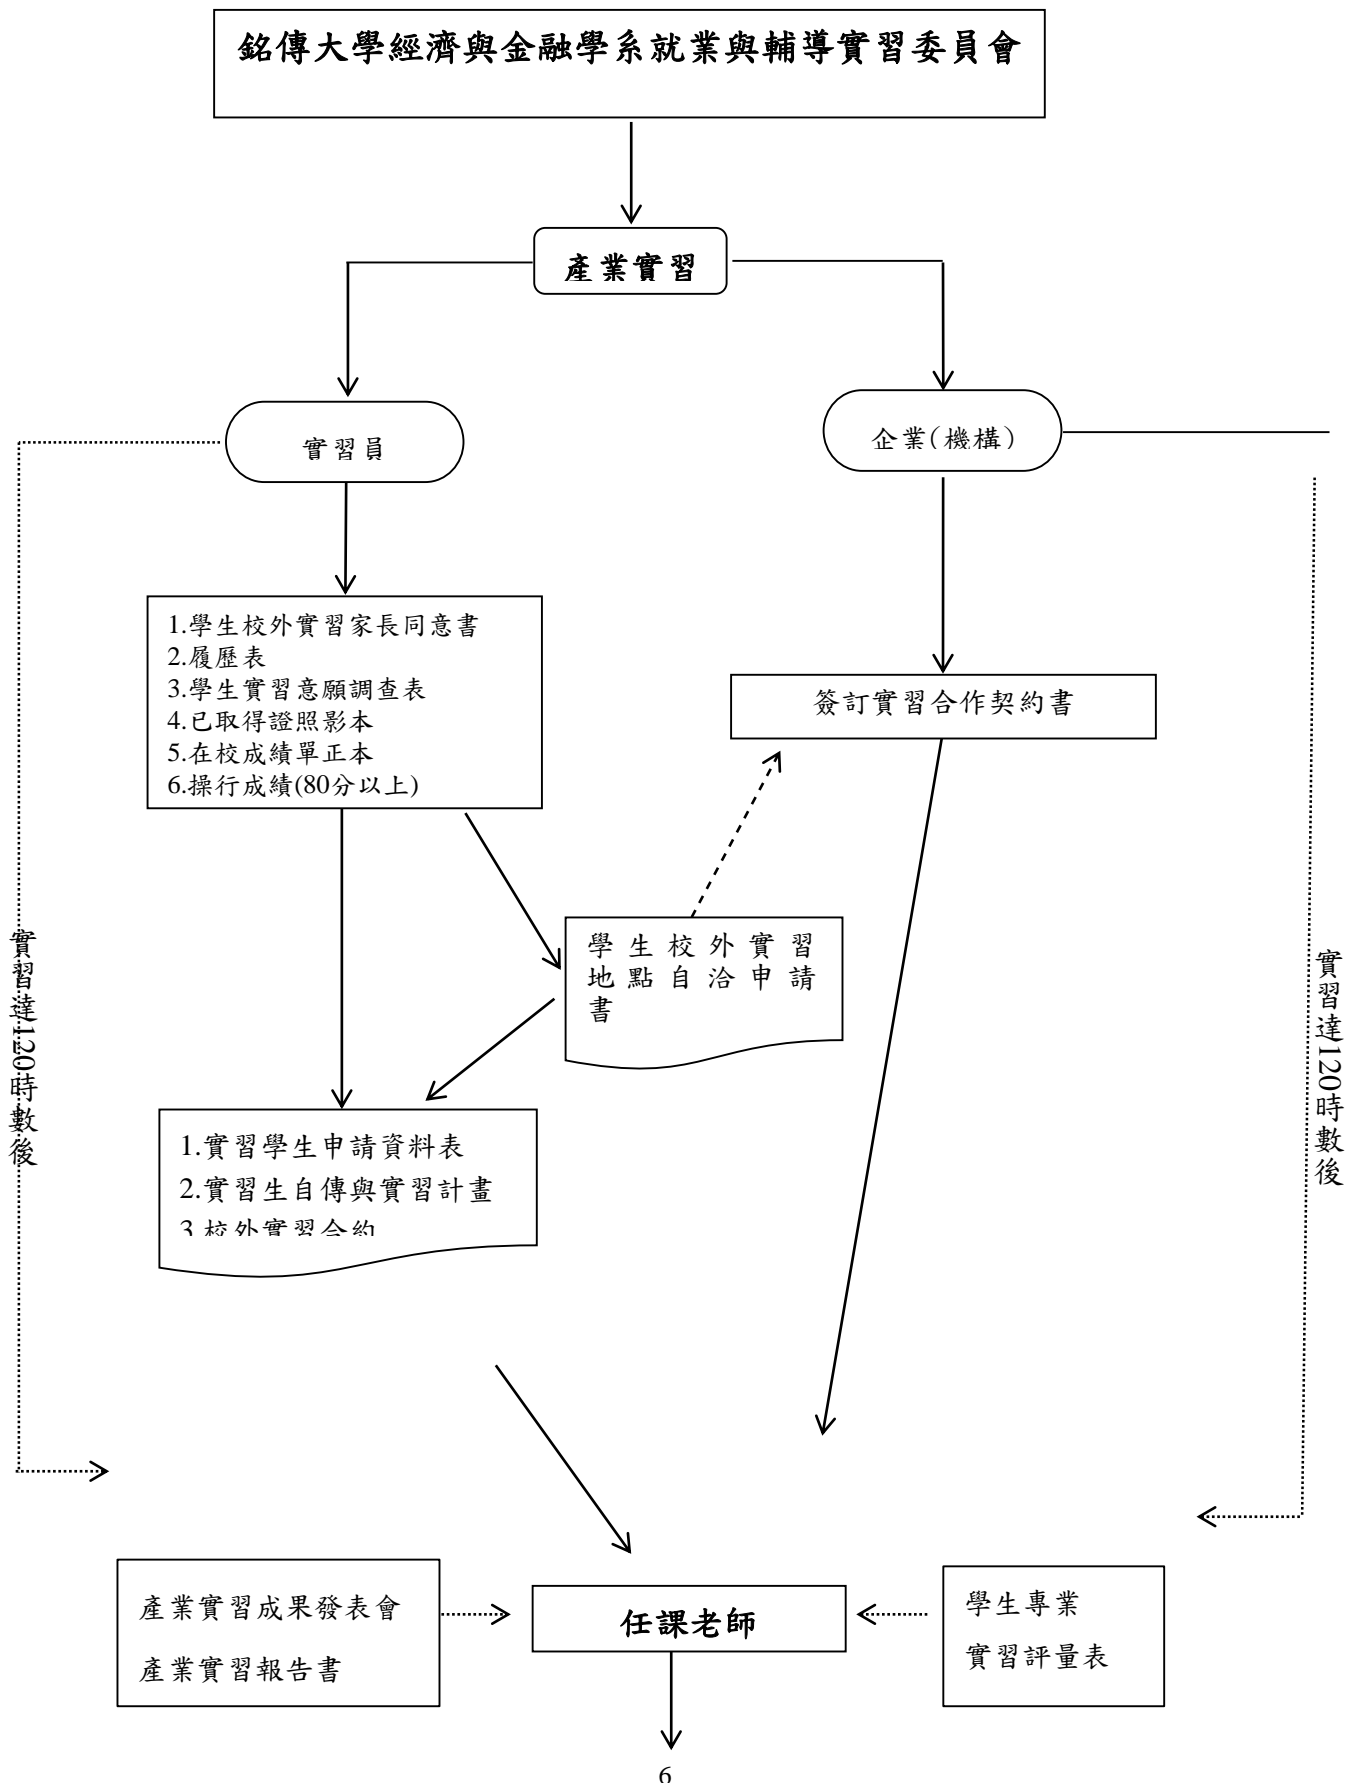 銘傳大學經濟與金融學系就業與輔導實習委員會
產業實習
實習員
企業(機構)
1.學生校外實習家長同意書
2.履歷表
3.學生實習意願調查表
4.已取得證照影本
5.在校成績單正本
6.操行成績(80分以上)
簽訂實習合作契約書
學生校外實習
地點自洽申請
書
實習達120時數後
實習達120時數後
1.實習學生申請資料表
2.實習生自傳與實習計畫
3.校外實習合約
產業實習成果發表會
產業實習報告書
任課老師
學生專業
實習評量表
6